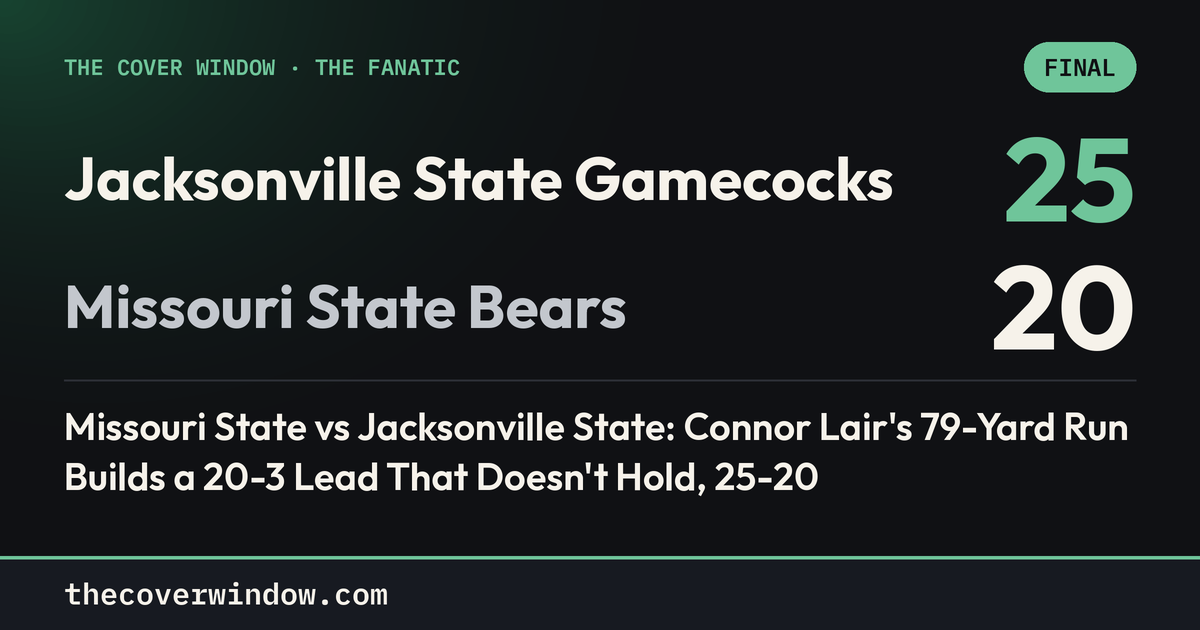 THE COVER WINDOW · THE FANATIC
FINAL
Jacksonville State Gamecocks 25
Missouri State Bears 20
Missouri State vs Jacksonville State: Connor Lair's 79-Yard Run
Builds a 20-3 Lead That Doesn't Hold, 25-20
thecoverwindow.com